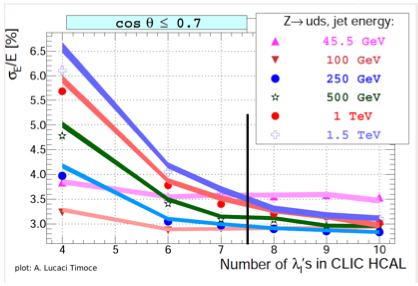 cos θ ≤ 0.7
Z→uds, jet energy:
45.5 GeV
100 GeV
250 GeV
500 GeV
1 TeV
1.5 TeV
σE/E [%]
6.5
6.0
5.5
5.0
4.5
4.0
3.5
3.0
4 5 6 7 8 9 10
Number of λI's in CLIC HCAL
plot: A. Lucaci Timoce